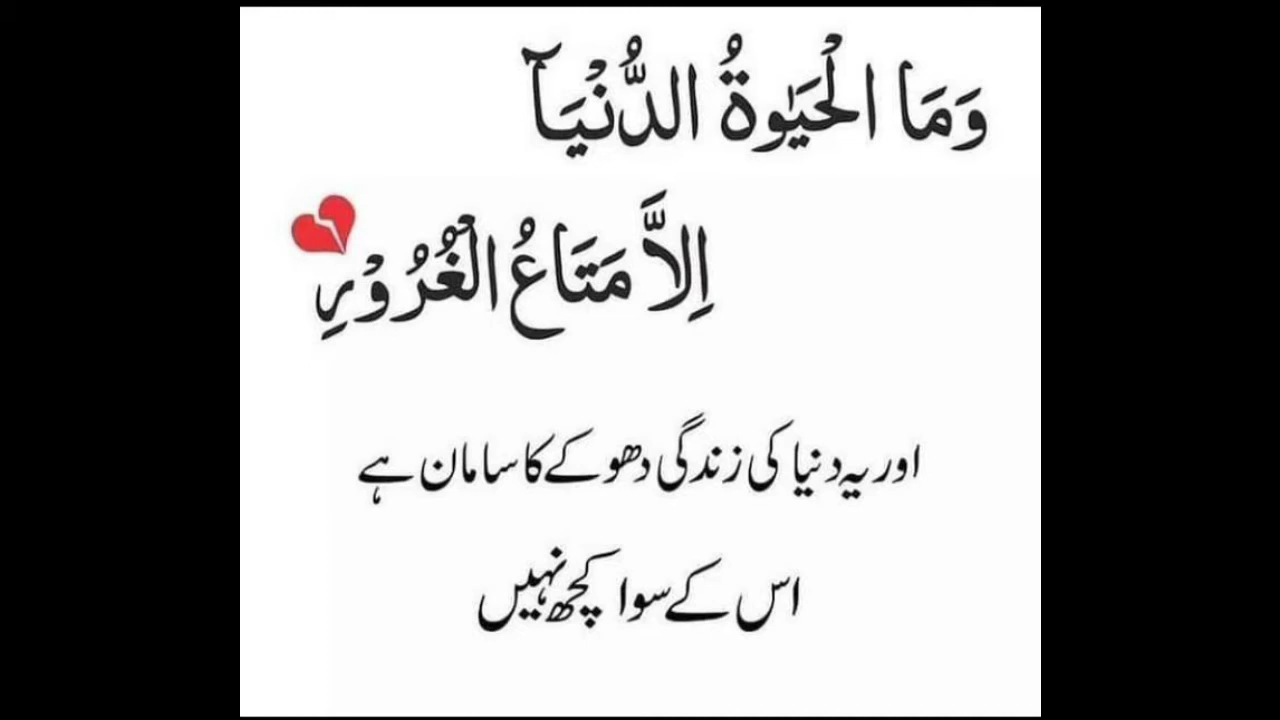 وَمَا الْحَيٰوةُ الدُّنْيَآ
اِلاَّ مَتَاعُ الْغُرُوْرِ
اور یہ دنیا کی زندگی دھوکے کا سامان ہے
اس کے سوا کچھ نہیں